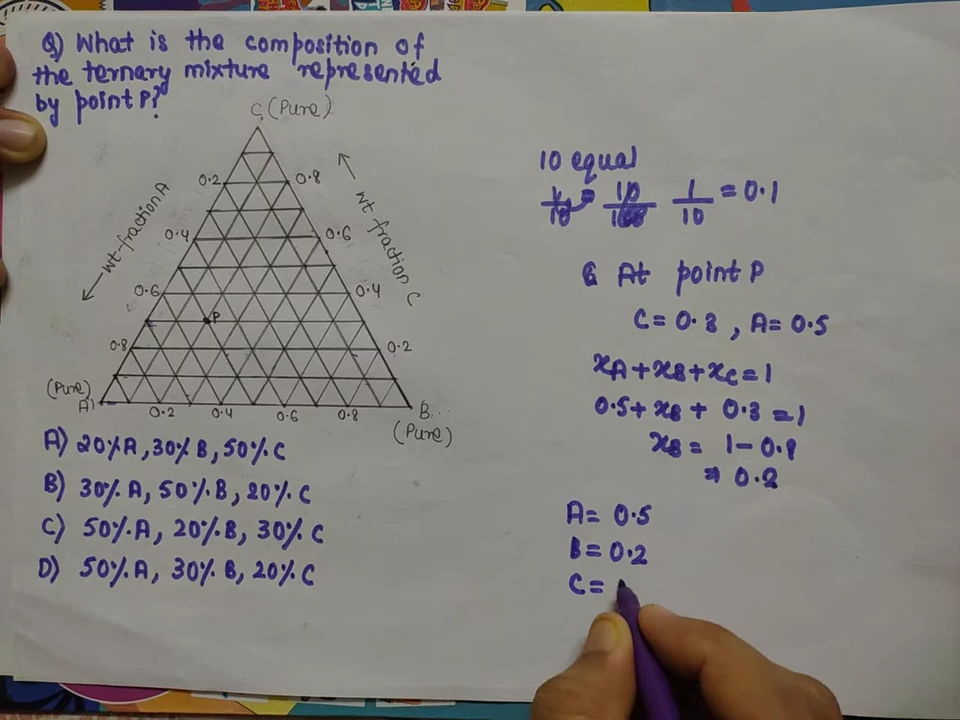 Q) What is the composition of
the ternary mixture represented
by point P?
C (Pure)
0.2
0.8
wt-fraction A
wt-fraction C
0.4
0.6
0.6
0.4
P
0.8
0.2
(Pure)
A
0.2
0.4
0.6
0.8
B
(Pure)
A) 20% A, 30% B, 50% C
B) 30% A, 50% B, 20% C
C) 50% A, 20% B, 30% C
D) 50% A, 30% B, 20% C
10 equal
1/10 = 0.1
At point P
C = 0.3, A = 0.5
xA + xB + xC = 1
0.5 + xB + 0.3 = 1
xB = 1 - 0.8
= 0.2
A = 0.5
B = 0.2
C =